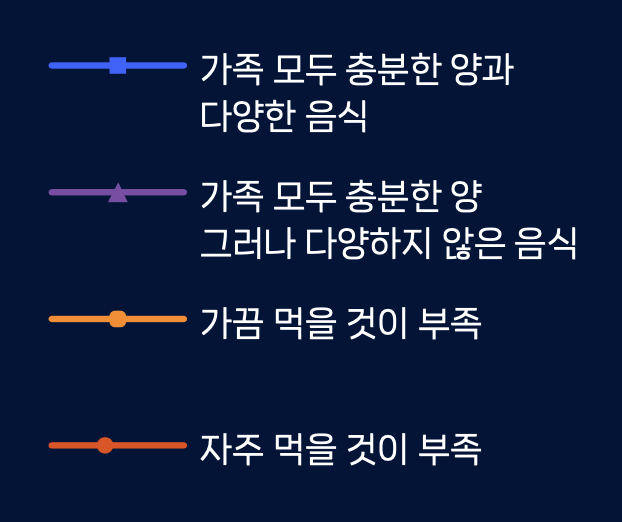 가족 모두 충분한 양과
다양한 음식
가족 모두 충분한 양
그러나 다양하지 않은 음식
가끔 먹을 것이 부족
자주 먹을 것이 부족